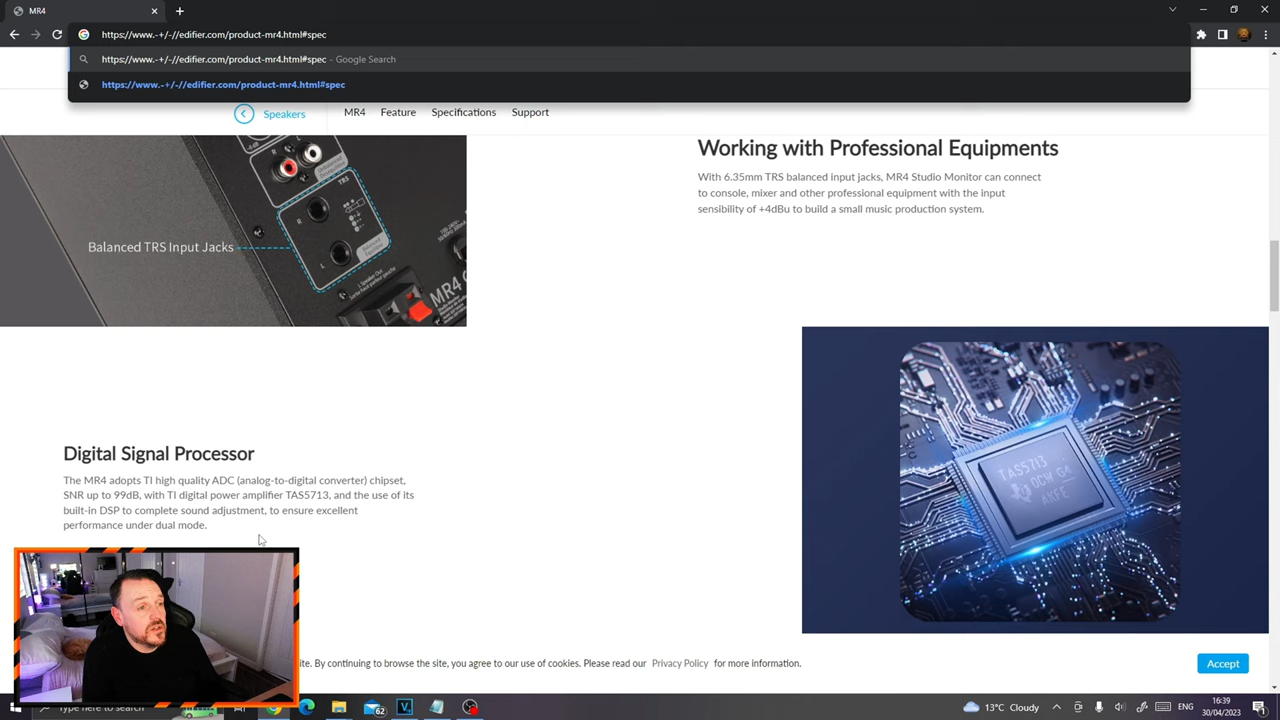 MR4
https://www.-+/-//edifier.com/product-mr4.html#spec
https://www.-+/-//edifier.com/product-mr4.html#spec - Google Search
https://www.-+/-//edifier.com/product-mr4.html#spec
Speakers
MR4
Feature
Specifications
Support
Working with Professional Equipments
With 6.35mm TRS balanced input jacks, MR4 Studio Monitor can connect
to console, mixer and other professional equipment with the input
sensibility of +4dBu to build a small music production system.
R
TRS
R
L
Balanced TRS Input Jacks
L Speaker Out
MR4
Digital Signal Processor
The MR4 adopts TI high quality ADC (analog-to-digital converter) chipset,
SNR up to 99dB, with TI digital power amplifier TAS5713, and the use of its
built-in DSP to complete sound adjustment, to ensure excellent
performance under dual mode.
TAS5713
ite. By continuing to browse the site, you agree to our use of cookies. Please read our Privacy Policy for more information.
Accept
Type here to search
62
13°C Cloudy
ENG
16:39
30/04/2023
1